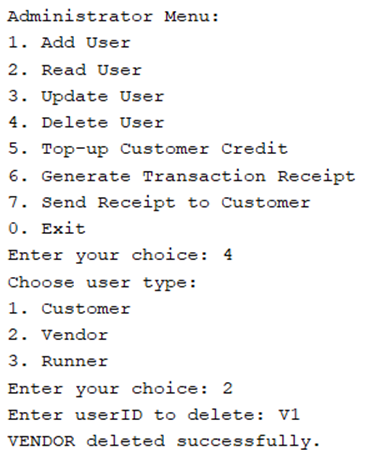 Administrator Menu:
1. Add User
2. Read User
3. Update User
4. Delete User
5. Top-up Customer Credit
6. Generate Transaction Receipt
7. Send Receipt to Customer
0. Exit
Enter your choice: 4
Choose user type:
1. Customer
2. Vendor
3. Runner
Enter your choice: 2
Enter userID to delete: V1
VENDOR deleted successfully.